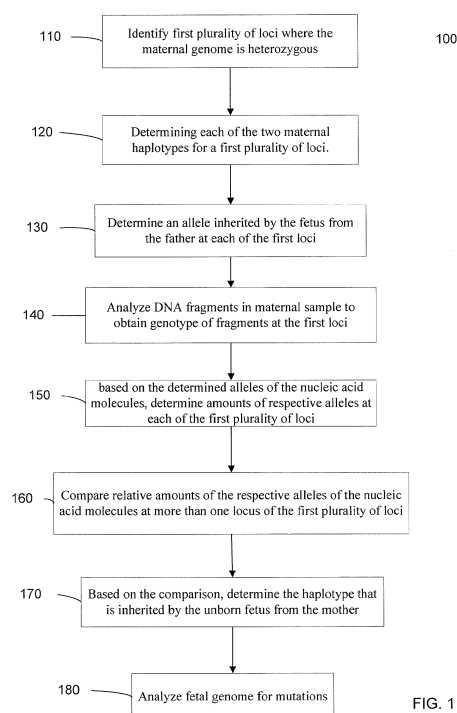 100
110
Identify first plurality of loci where the
maternal genome is heterozygous
120
Determining each of the two maternal
haplotypes for a first plurality of loci.
130
Determine an allele inherited by the fetus from
the father at each of the first loci
140
Analyze DNA fragments in maternal sample to
obtain genotype of fragments at the first loci
150
based on the determined alleles of the nucleic acid
molecules, determine amounts of respective alleles at
each of the first plurality of loci
160
Compare relative amounts of the respective alleles of the nucleic
acid molecules at more than one locus of the first plurality of loci
170
Based on the comparison, determine the haplotype that
is inherited by the unborn fetus from the mother
180
Analyze fetal genome for mutations
FIG. 1